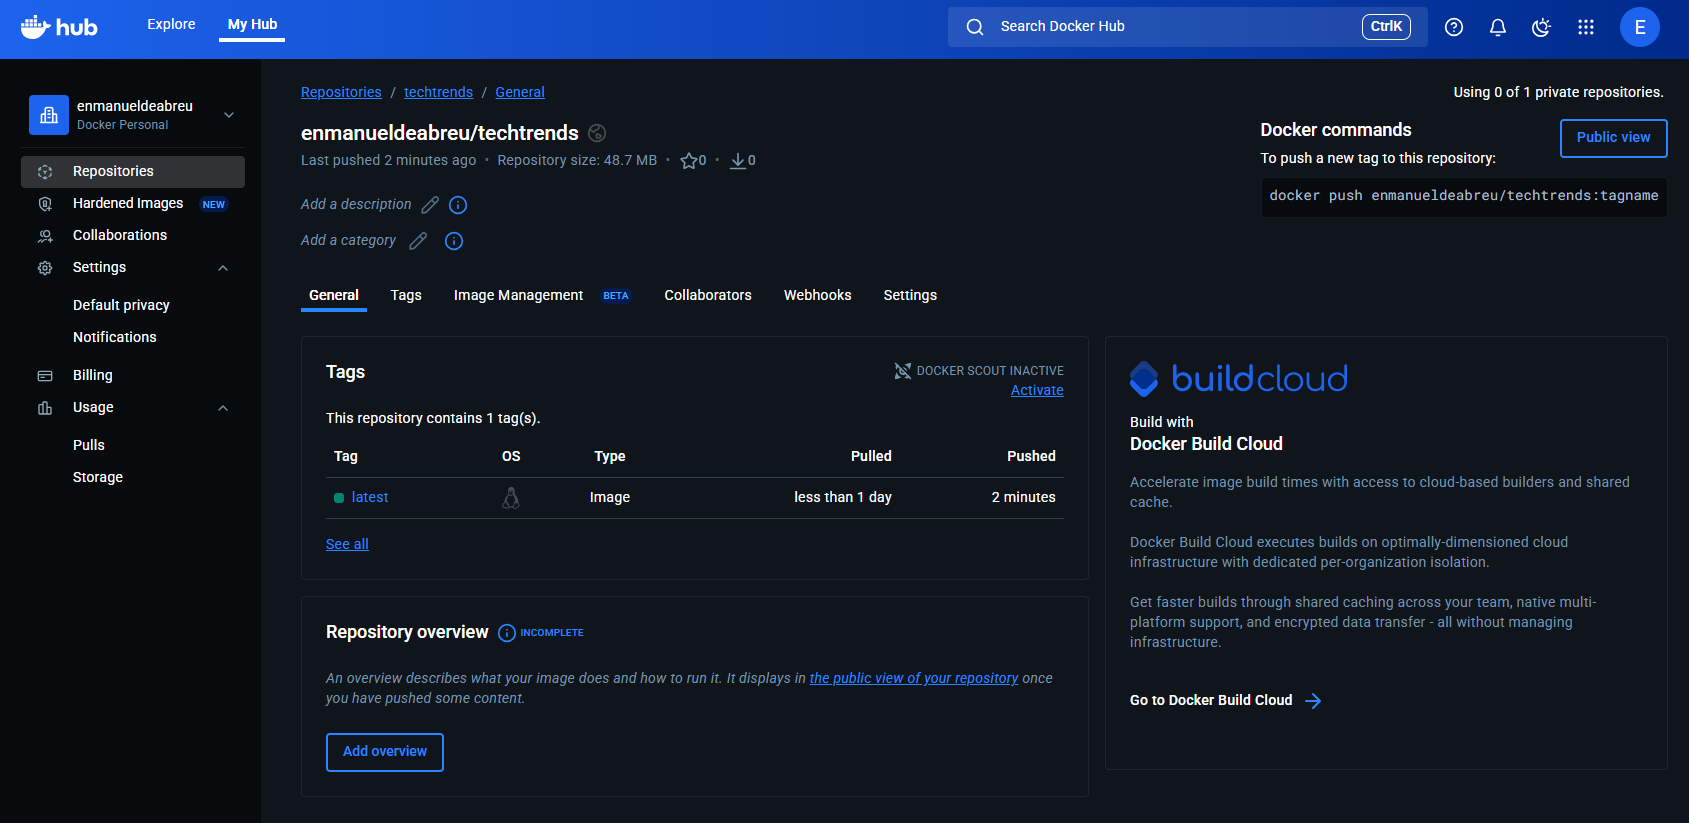 hub
Explore
My Hub
Search Docker Hub
CtrlK
E
enmanueldeabreu
Docker Personal
Repositories
Hardened Images NEW
Collaborations
Settings
Default privacy
Notifications
Billing
Usage
Pulls
Storage
Repositories / techtrends / General
Using 0 of 1 private repositories.
enmanueldeabreu/techtrends
Last pushed 2 minutes ago · Repository size: 48.7 MB · 0 · 0
Add a description
Add a category
Docker commands
Public view
To push a new tag to this repository:
docker push enmanueldeabreu/techtrends:tagname
General
Tags
Image Management BETA
Collaborators
Webhooks
Settings
Tags
DOCKER SCOUT INACTIVE
Activate
This repository contains 1 tag(s).
Tag OS Type Pulled Pushed
latest Image less than 1 day 2 minutes
See all
Repository overview INCOMPLETE
An overview describes what your image does and how to run it. It displays in the public view of your repository once
you have pushed some content.
Add overview
buildcloud
Build with
Docker Build Cloud
Accelerate image build times with access to cloud-based builders and shared
cache.
Docker Build Cloud executes builds on optimally-dimensioned cloud
infrastructure with dedicated per-organization isolation.
Get faster builds through shared caching across your team, native multi-
platform support, and encrypted data transfer - all without managing
infrastructure.
Go to Docker Build Cloud